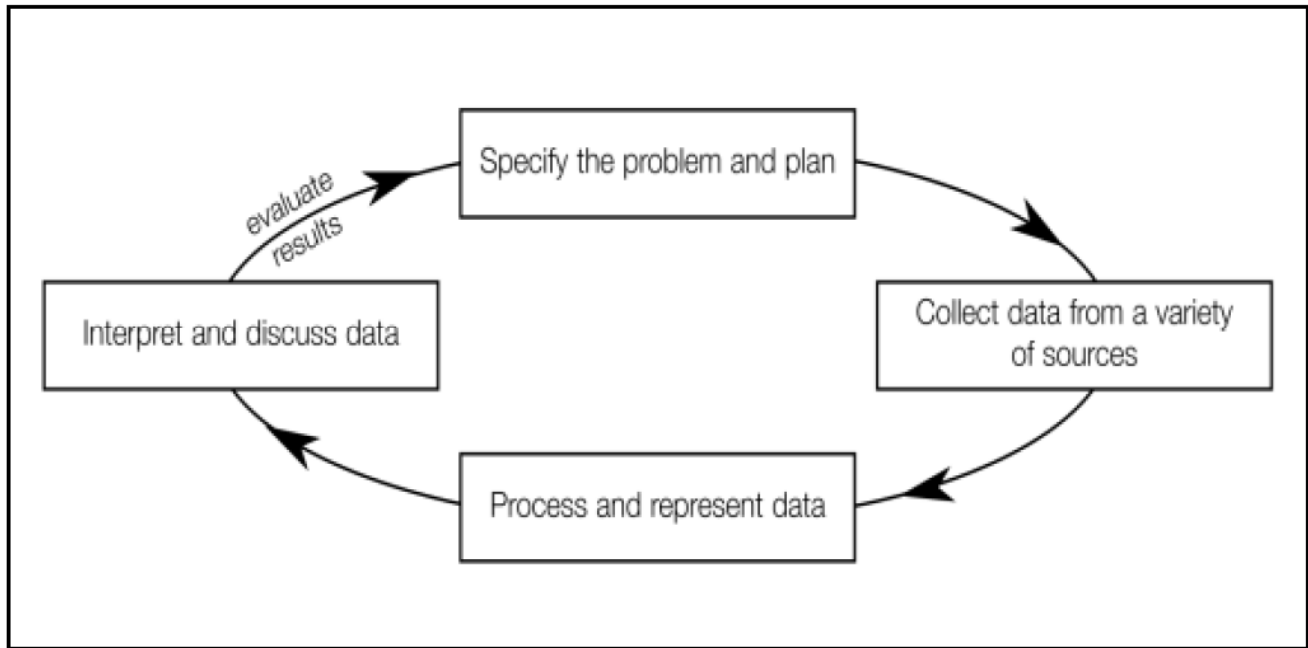 Specify the problem and plan
evaluate
results
Collect data from a variety
of sources
Interpret and discuss data
Process and represent data